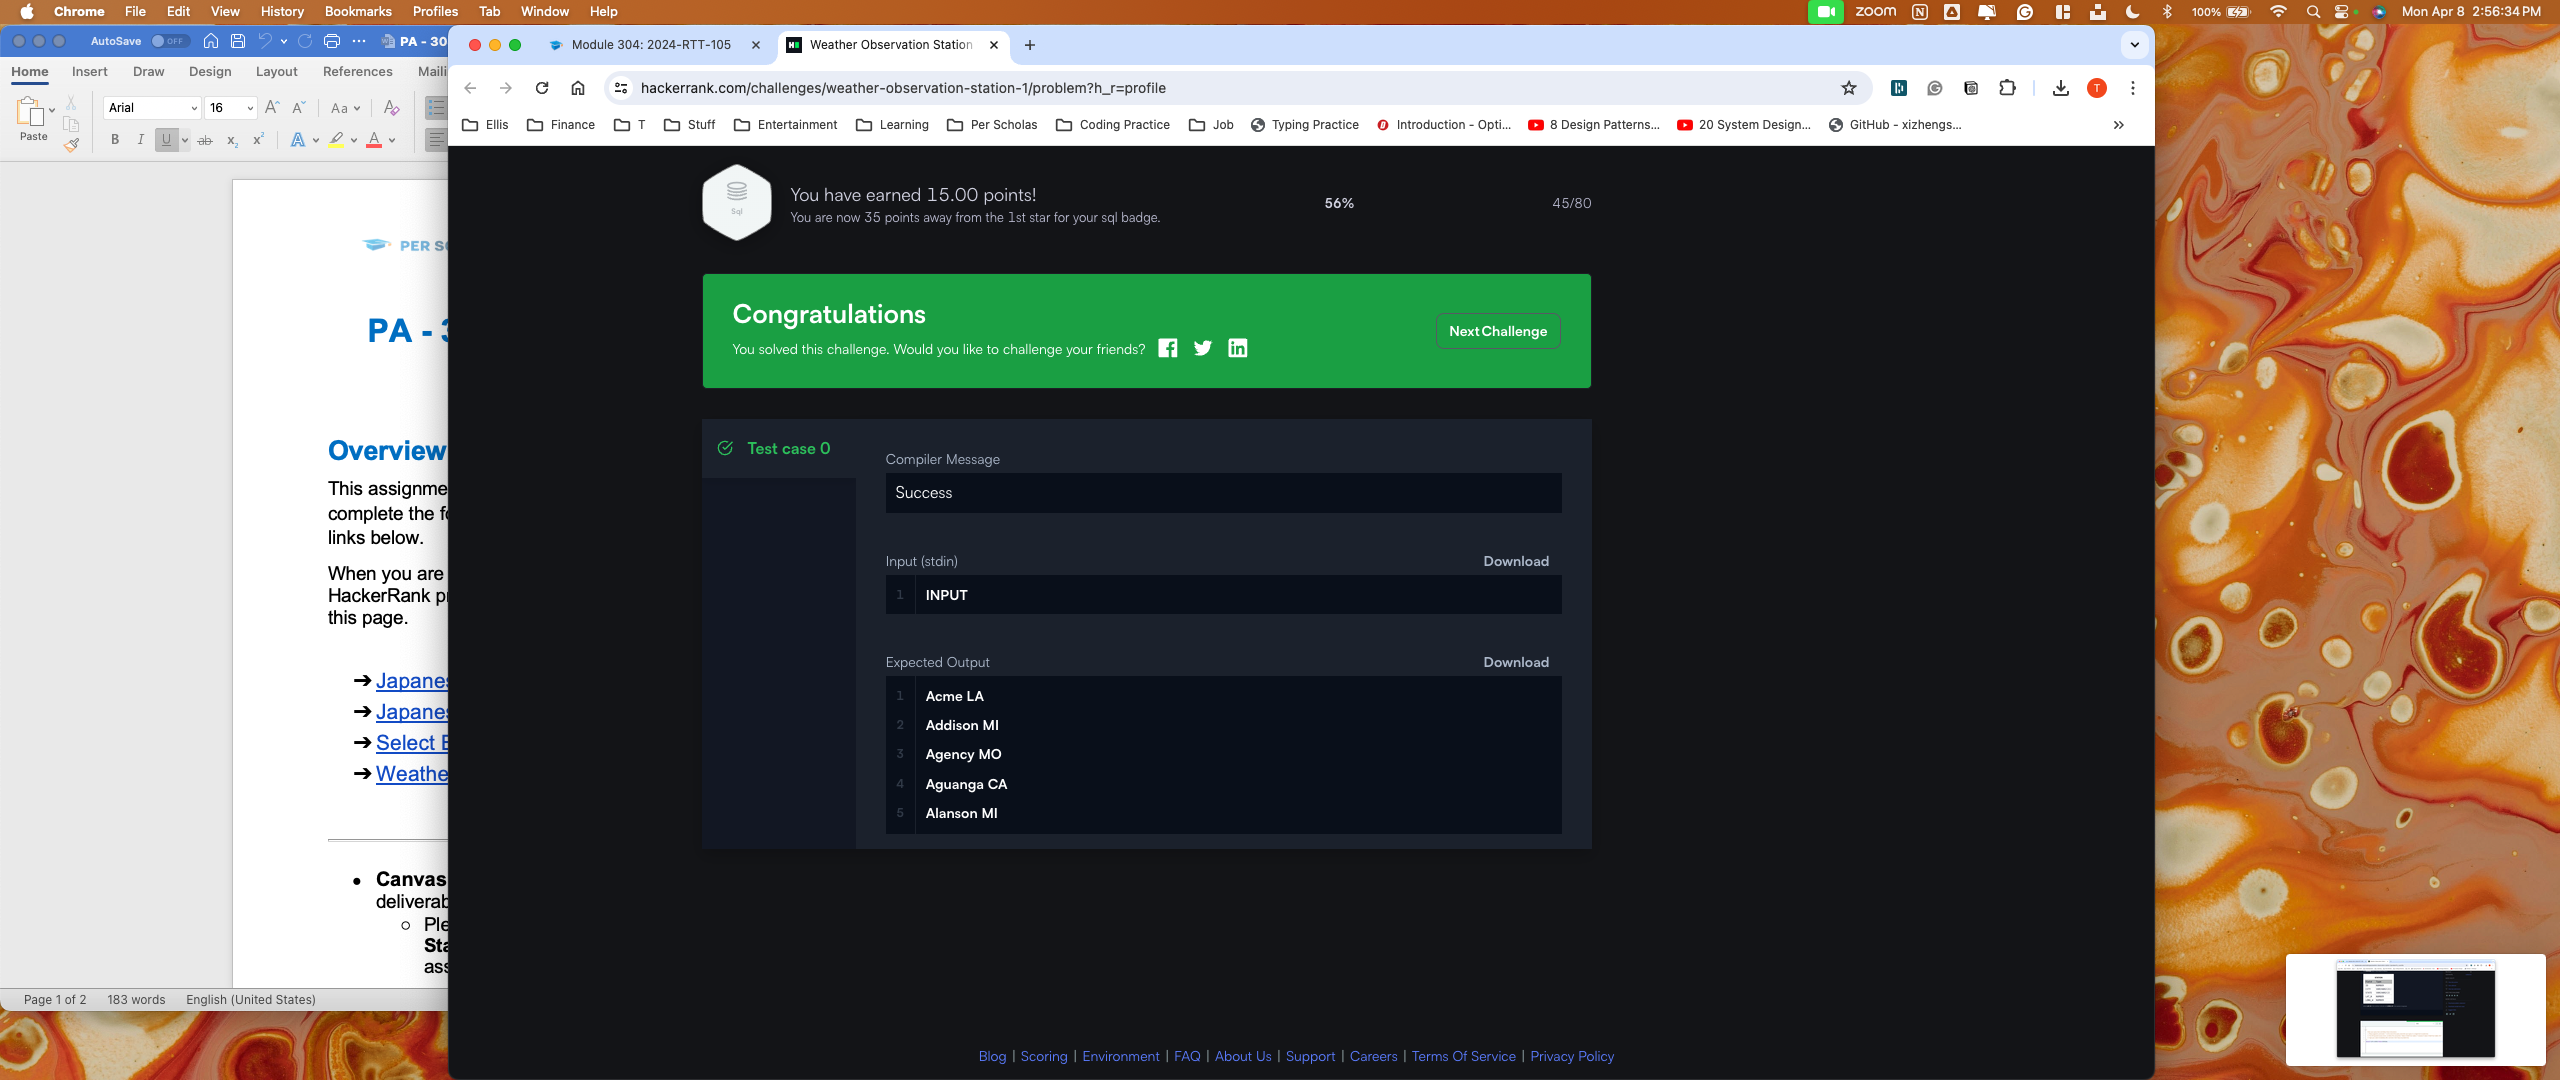 Chrome File Edit View History Bookmarks Profiles Tab Window Help
zoom 100% Mon Apr 8 2:56:34 PM
AutoSave OFF PA - 30
Home Insert Draw Design Layout References Maili
Paste Arial 16 Aa
B I U ab x₂ x² A A
PER S
PA - 3
Overview
This assignme
complete the fo
links below.
When you are
HackerRank p
this page.
➔ Japanes
➔ Japanes
➔ Select
➔ Weathe
● Canvas
deliverab
○ Ple
Sta
ass
Page 1 of 2 183 words English (United States)
Module 304: 2024-RTT-105 Weather Observation Station
hackerrank.com/challenges/weather-observation-station-1/problem?h_r=profile
T
Ellis Finance T Stuff Entertainment Learning Per Scholas Coding Practice Job Typing Practice Introduction - Opti... 8 Design Patterns... 20 System Design... GitHub - xizhengs... »
Sql
You have earned 15.00 points!
You are now 35 points away from the 1st star for your sql badge.
56% 45/80
Congratulations
You solved this challenge. Would you like to challenge your friends?
Next Challenge
Test case 0
Compiler Message
Success
Input (stdin) Download
1 INPUT
Expected Output Download
1 Acme LA
2 Addison MI
3 Agency MO
4 Aguanga CA
5 Alanson MI
Blog | Scoring | Environment | FAQ | About Us | Support | Careers | Terms Of Service | Privacy Policy